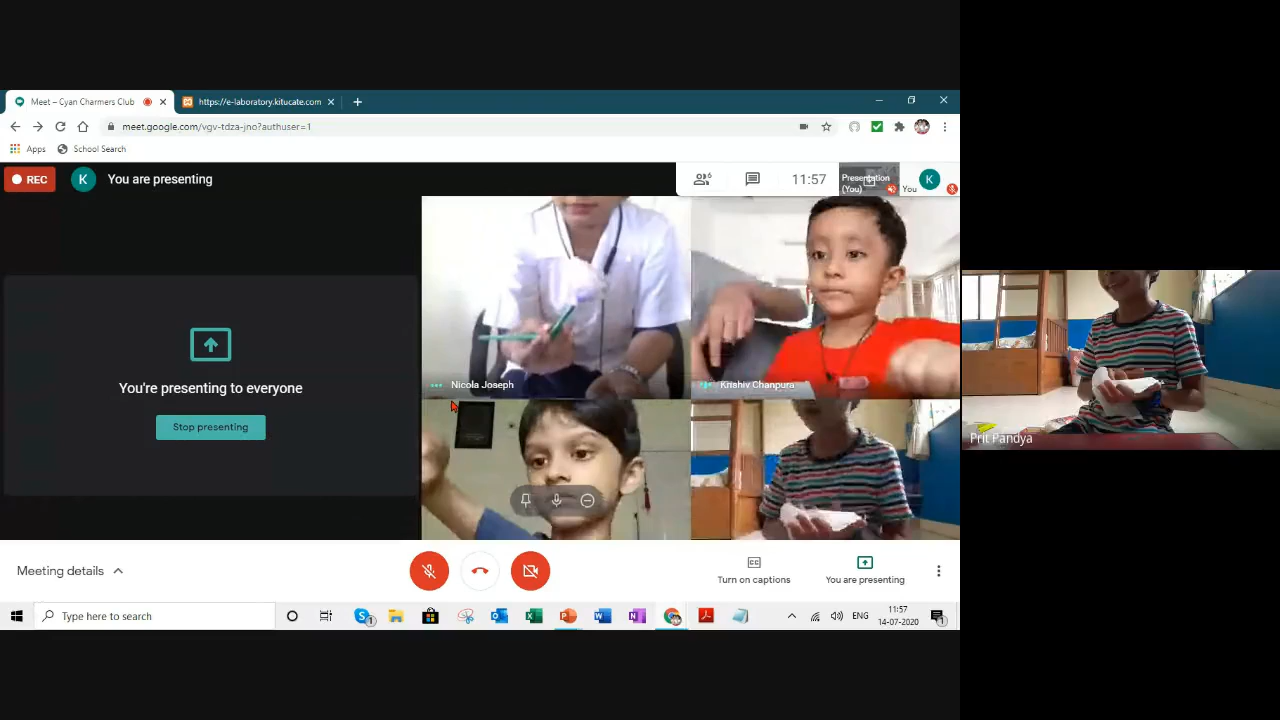 Meet – Cyan Charmers Club
https://e-laboratory.kitucate.com
meet.google.com/vgv-tdza-jno?authuser=1
Apps
School Search
REC
K
You are presenting
6
11:57
Presentation
(You)
You
K
Nicola Joseph
Krishiv Chanpura
You're presenting to everyone
Stop presenting
Prit Pandya
Meeting details
CC
Turn on captions
You are presenting
Type here to search
ENG
11:57
14-07-2020